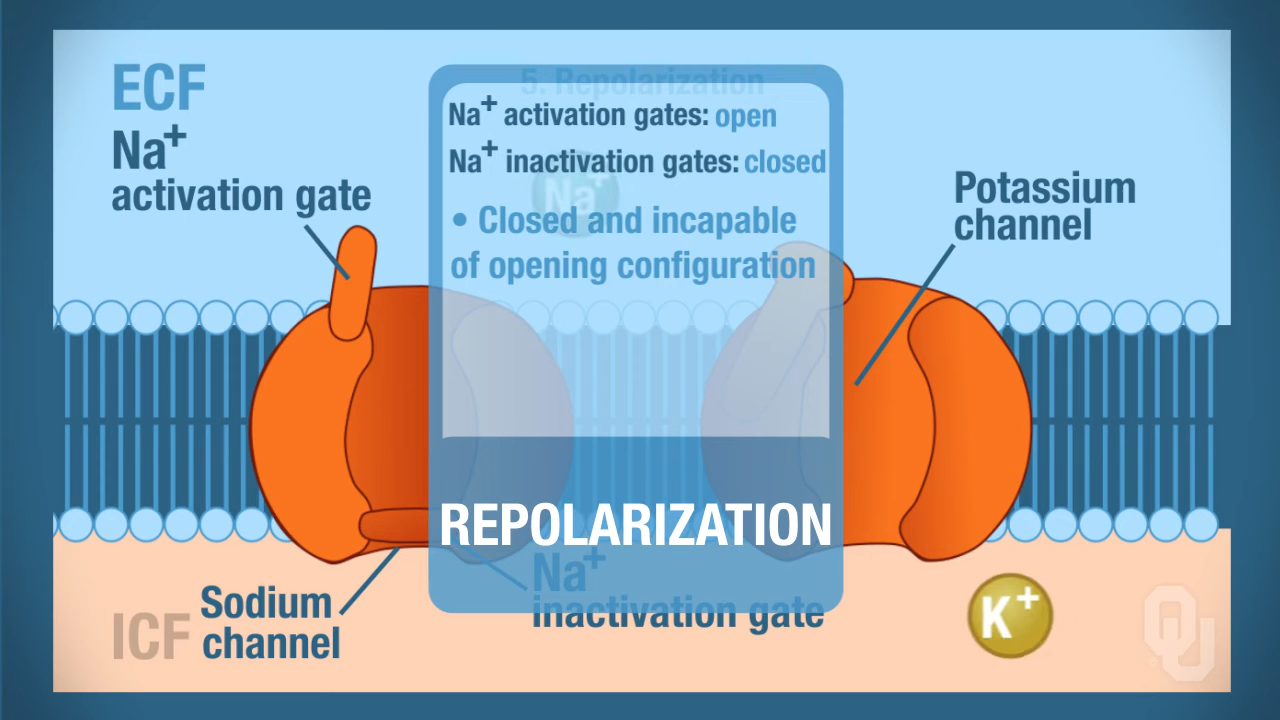 5. Repolarization
ECF
Na+
activation gate
Na+ activation gates: open
Na+ inactivation gates: closed
Na+
• Closed and incapable
of opening configuration
Potassium
channel
REPOLARIZATION
Na+
inactivation gate
Sodium
channel
ICF
K+
OU